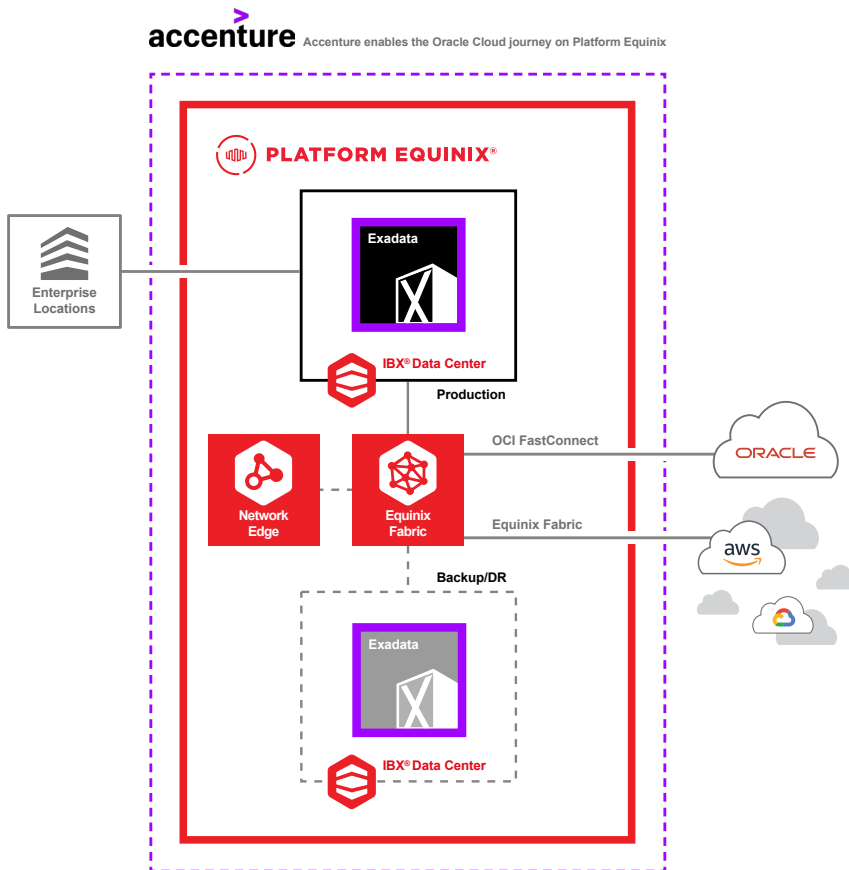 accenture
Accenture enables the Oracle Cloud journey on Platform Equinix
PLATFORM EQUINIX®
Exadata
Enterprise
Locations
IBX® Data Center
Production
OCI FastConnect
ORACLE
Network
Edge
Equinix
Fabric
Equinix Fabric
aws
Backup/DR
Exadata
IBX® Data Center